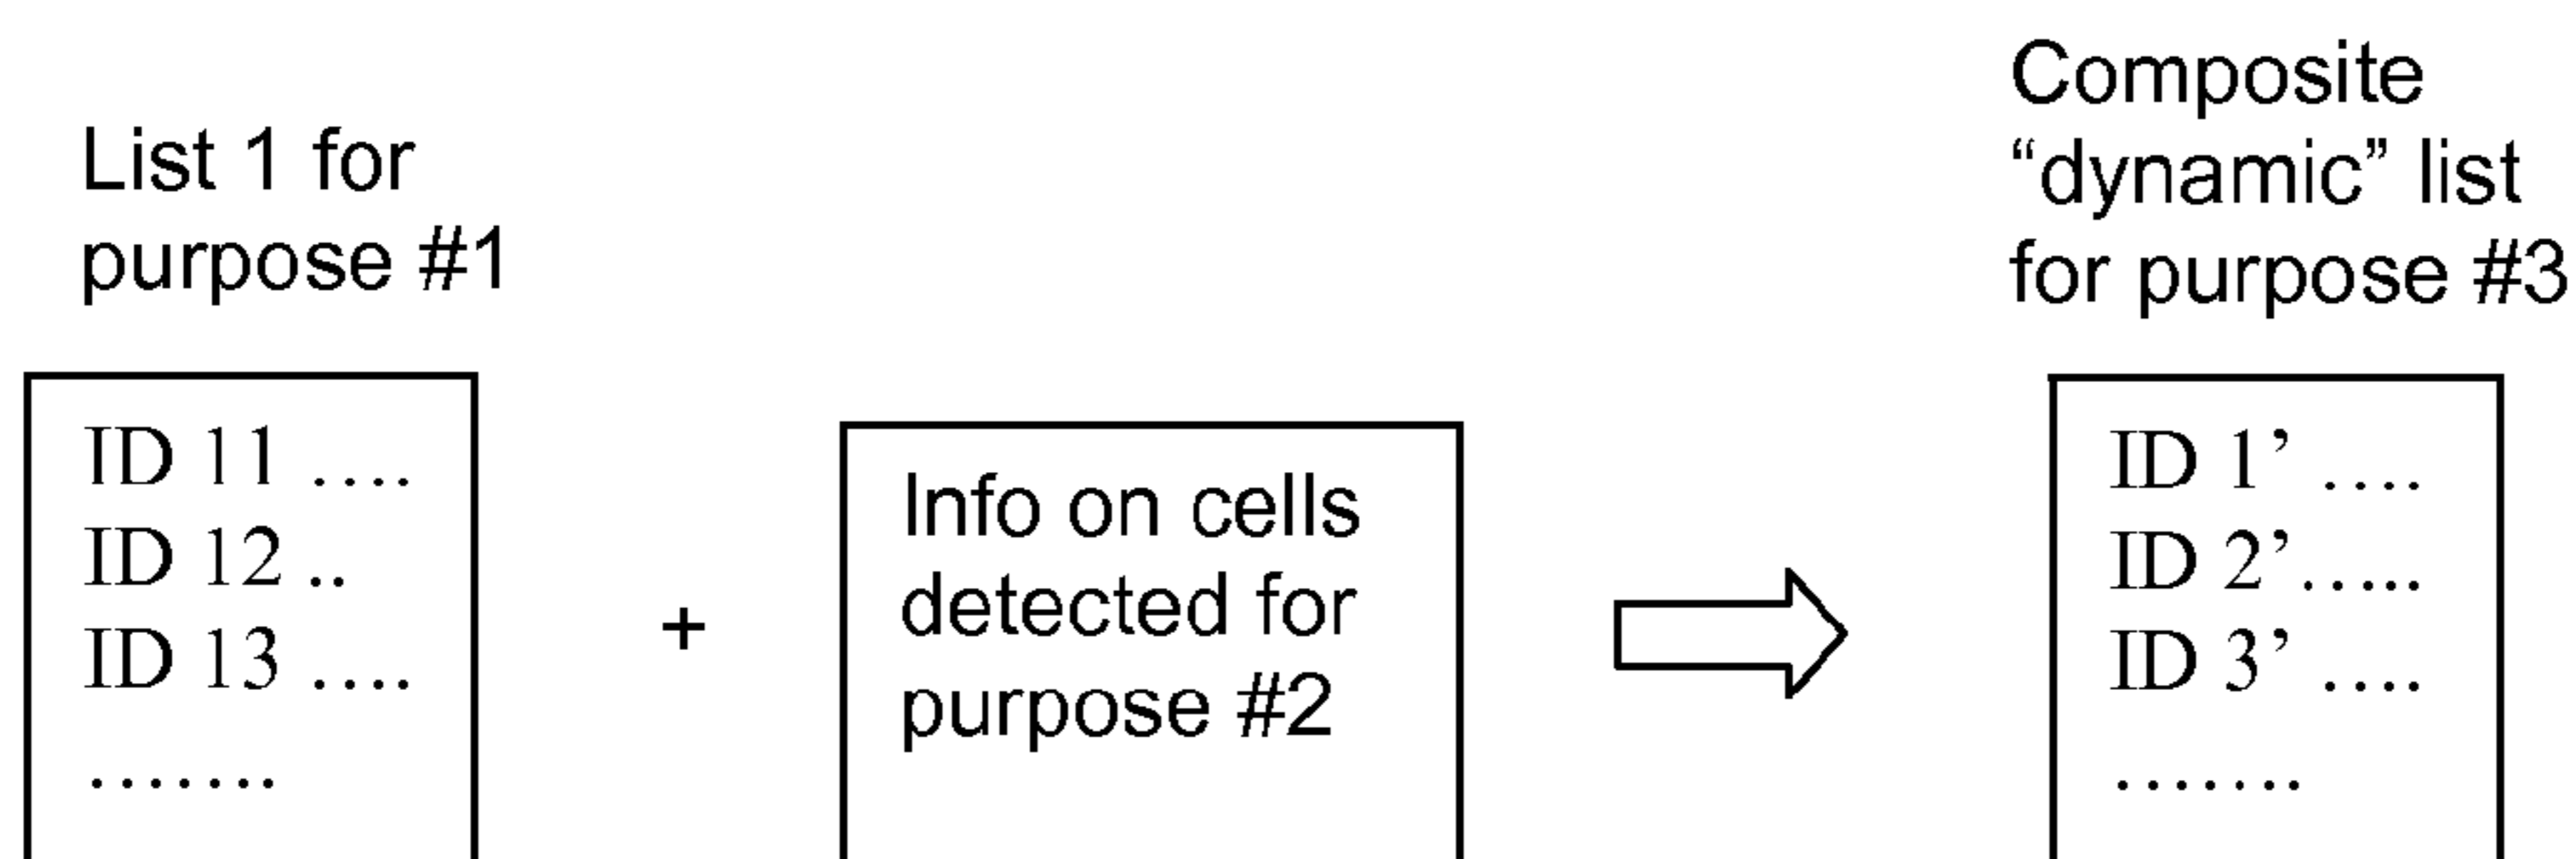 List 1 for
purpose #1
ID 11 ....
ID 12 ..
ID 13 ....
.......
+
Info on cells
detected for
purpose #2
Composite
“dynamic” list
for purpose #3
ID 1’ ....
ID 2’.....
ID 3’ ....
.......